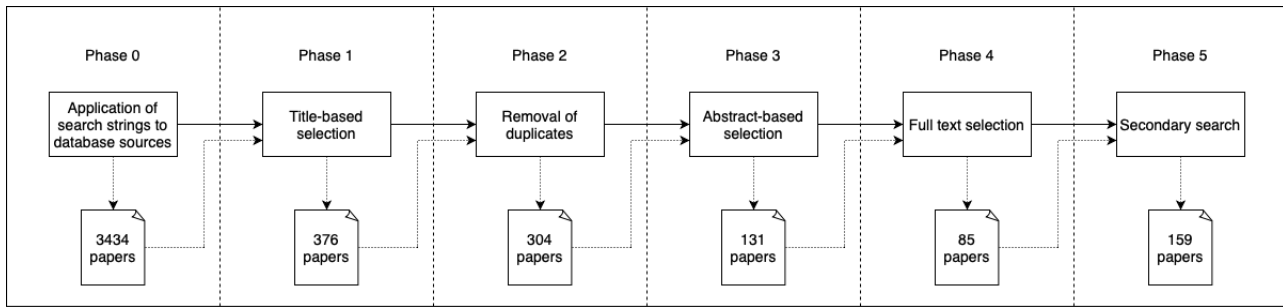 Phase 0
Phase 1
Phase 2
Phase 3
Phase 4
Phase 5
Application of
search strings to
database sources
Title-based
selection
Removal of
duplicates
Abstract-based
selection
Full text selection
Secondary search
3434
papers
376
papers
304
papers
131
papers
85
papers
159
papers